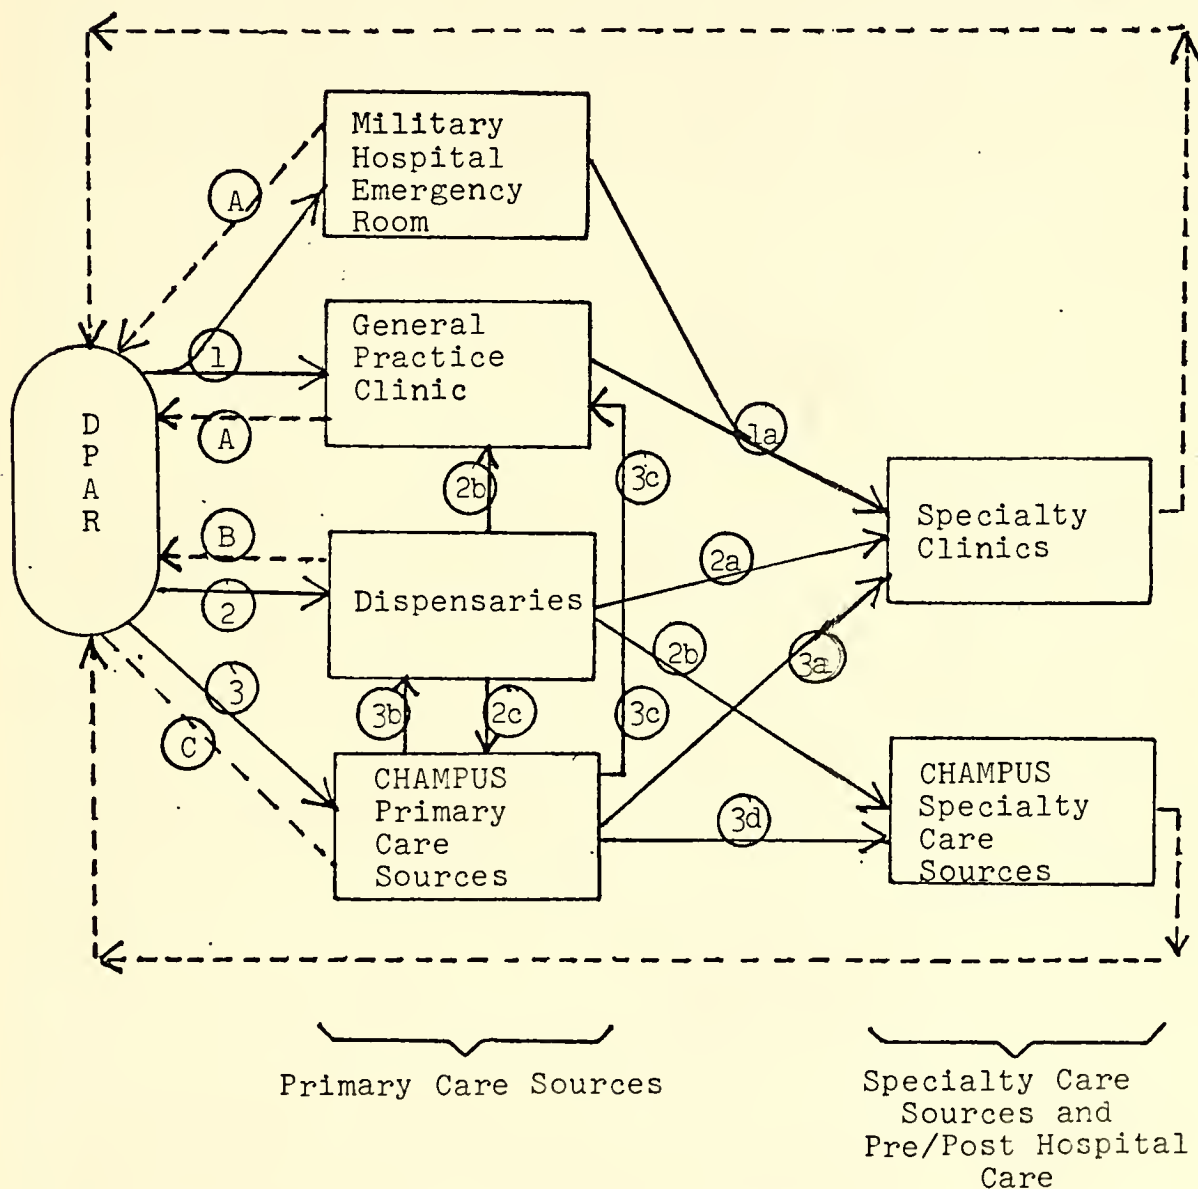 Military
Hospital
Emergency
Room
A
1
General
Practice
Clinic
D
P
A
R
A
1a
2b
3c
Specialty
Clinics
B
2a
Dispensaries
2
2b
3a
3
3b
2c
3c
C
CHAMPUS
Primary
Care
Sources
3d
CHAMPUS
Specialty
Care
Sources
Primary Care Sources
Specialty Care
Sources and
Pre/Post Hospital
Care